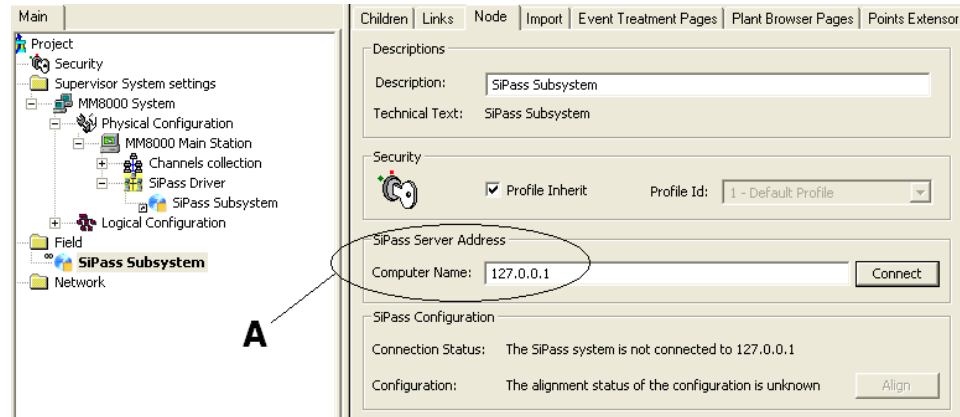 Main
Project
Security
Supervisor System settings
MM8000 System
Physical Configuration
MM8000 Main Station
Channels collection
SiPass Driver
SiPass Subsystem
Logical Configuration
Field
SiPass Subsystem
Network
A
Children Links Node Import Event Treatment Pages Plant Browser Pages Points Extensor
Descriptions
Description: SiPass Subsystem
Technical Text: SiPass Subsystem
Security
Profile Inherit Profile Id: 1 - Default Profile
SiPass Server Address
Computer Name: 127.0.0.1 Connect
SiPass Configuration
Connection Status: The SiPass system is not connected to 127.0.0.1
Configuration: The alignment status of the configuration is unknown Align